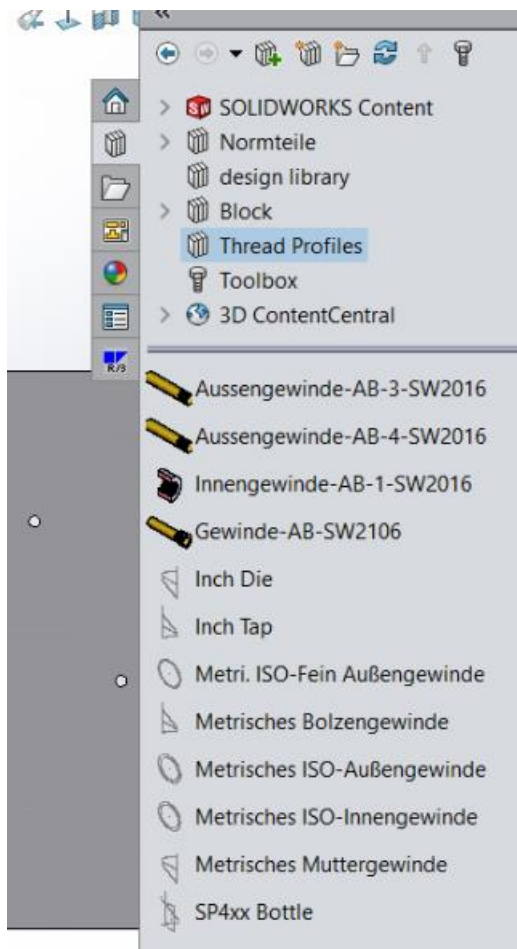 SOLIDWORKS Content
Normteile
design library
Block
Thread Profiles
Toolbox
3D ContentCentral
R/S
Aussengewinde-AB-3-SW2016
Aussengewinde-AB-4-SW2016
Innengewinde-AB-1-SW2016
Gewinde-AB-SW2106
Inch Die
Inch Tap
Metri. ISO-Fein Außengewinde
Metrisches Bolzengewinde
Metrisches ISO-Außengewinde
Metrisches ISO-Innengewinde
Metrisches Muttergewinde
SP4xx Bottle